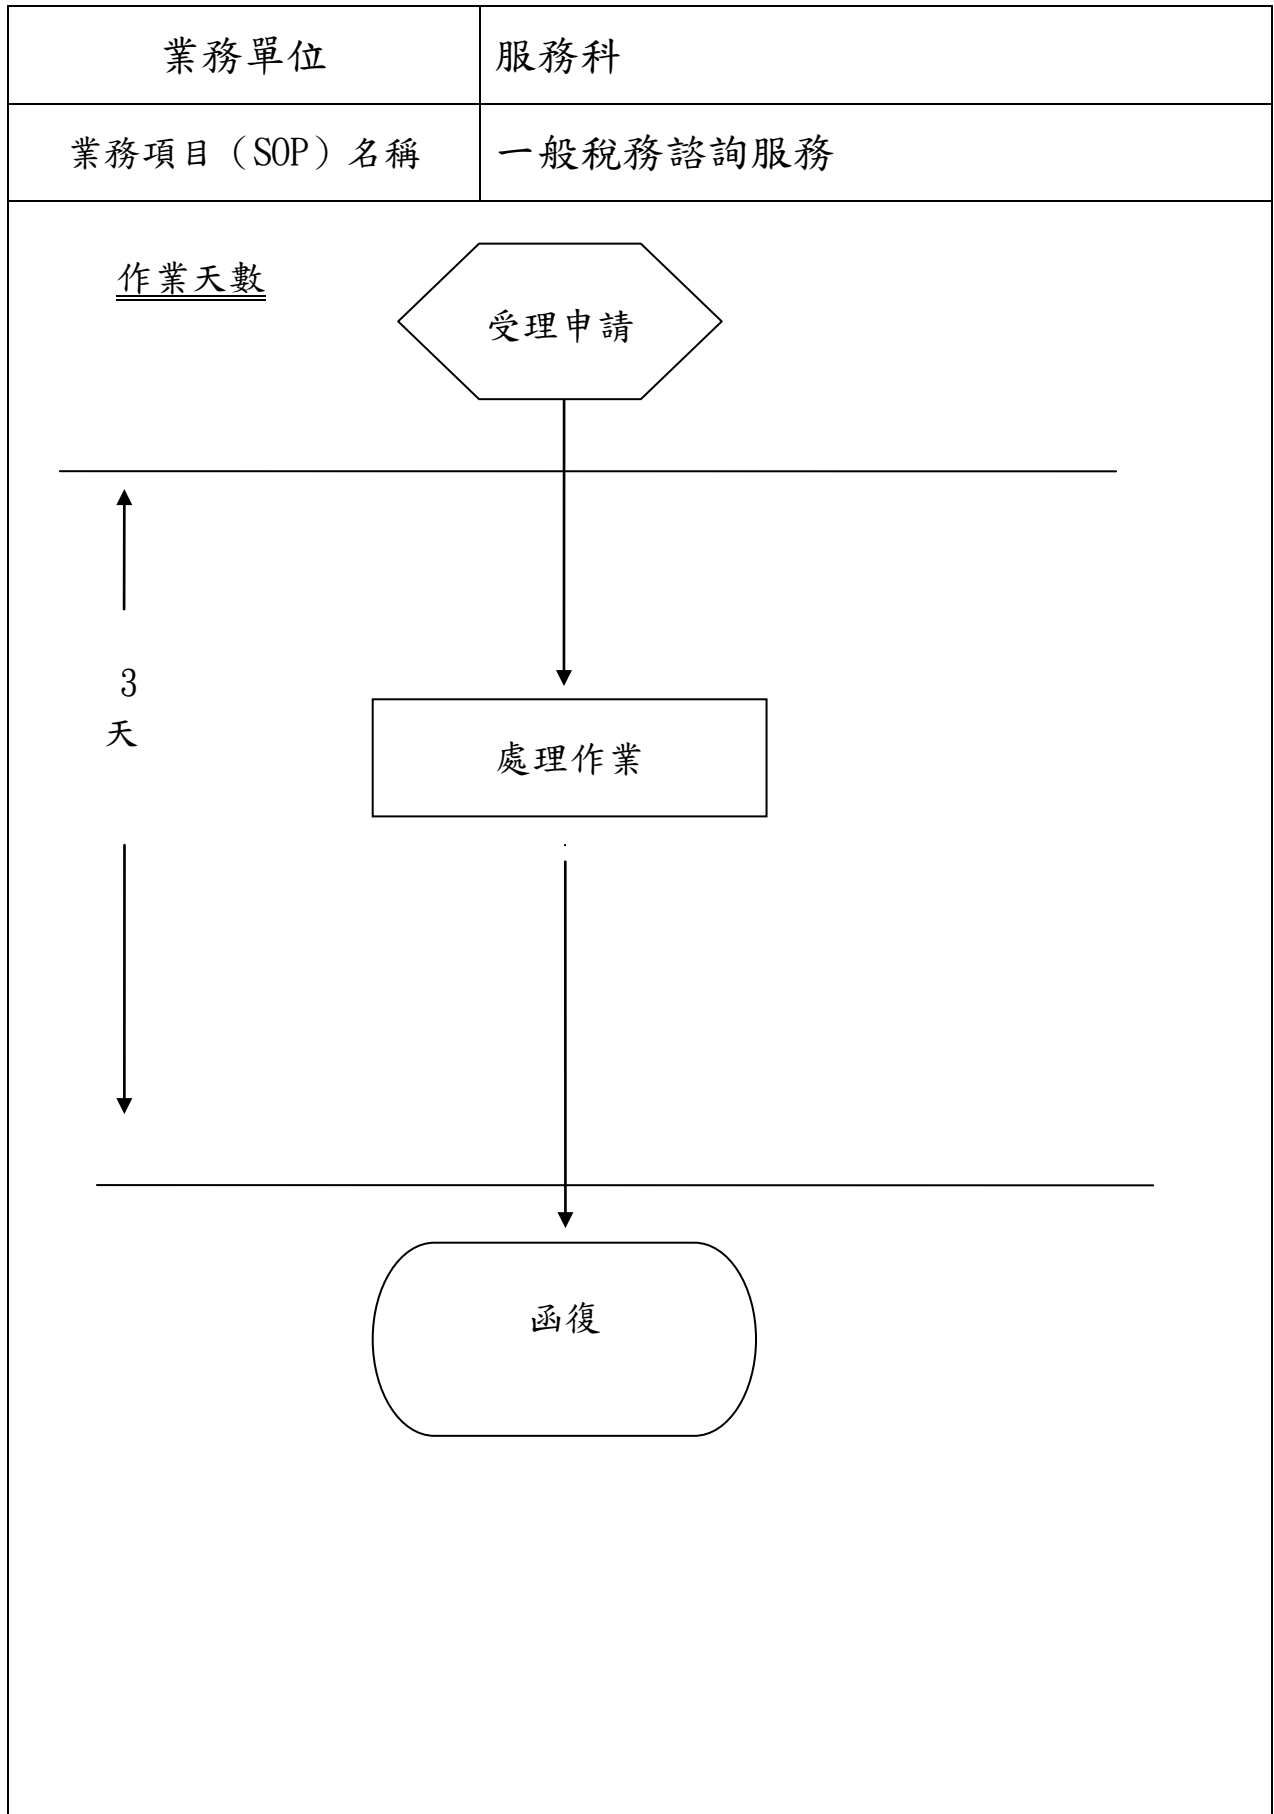 業務單位
服務科
業務項目（SOP）名稱
一般稅務諮詢服務
作業天數
受理申請
3
天
處理作業
函復